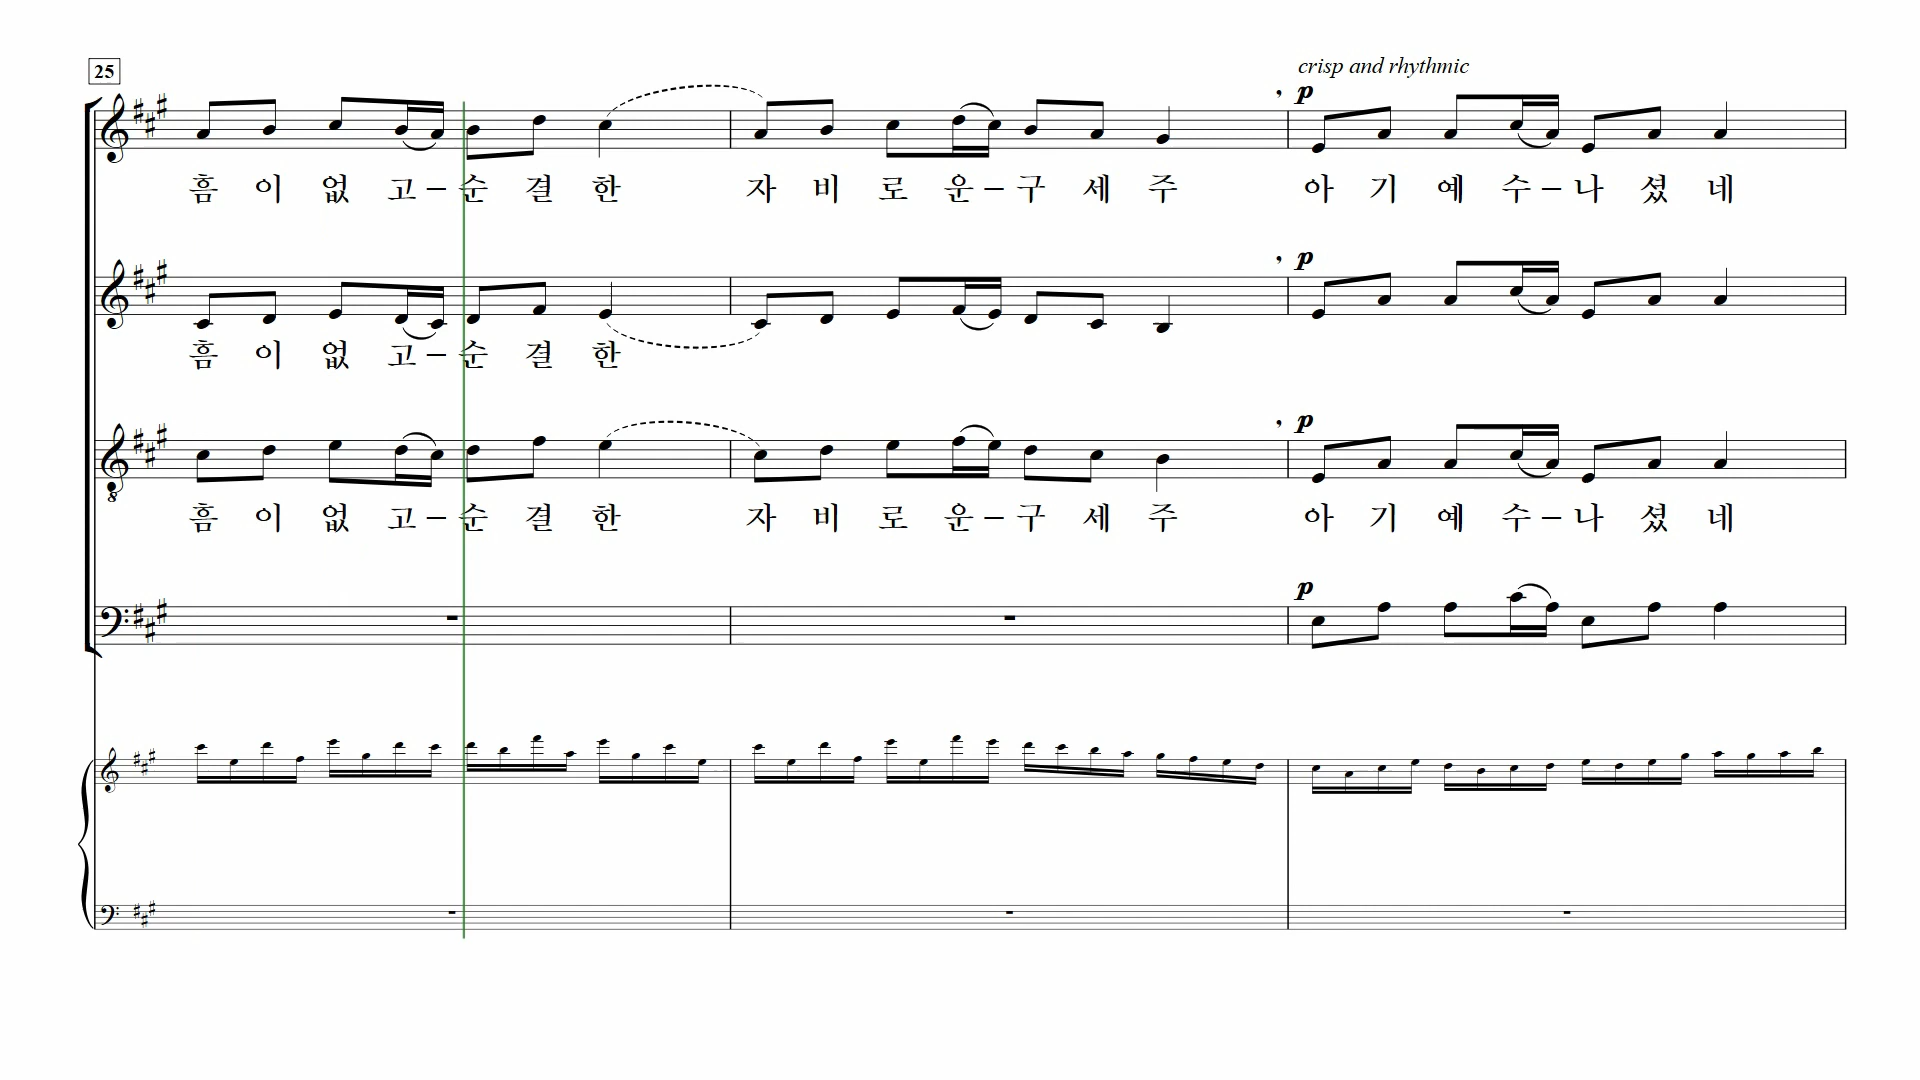 25
crisp and rhythmic
p
흠 이 없 고 – 순 결 한 자 비 로 운 – 구 세 주 아 기 예 수 – 나 셨 네
p
흠 이 없 고 – 순 결 한
p
흠 이 없 고 – 순 결 한 자 비 로 운 – 구 세 주 아 기 예 수 – 나 셨 네
8
p